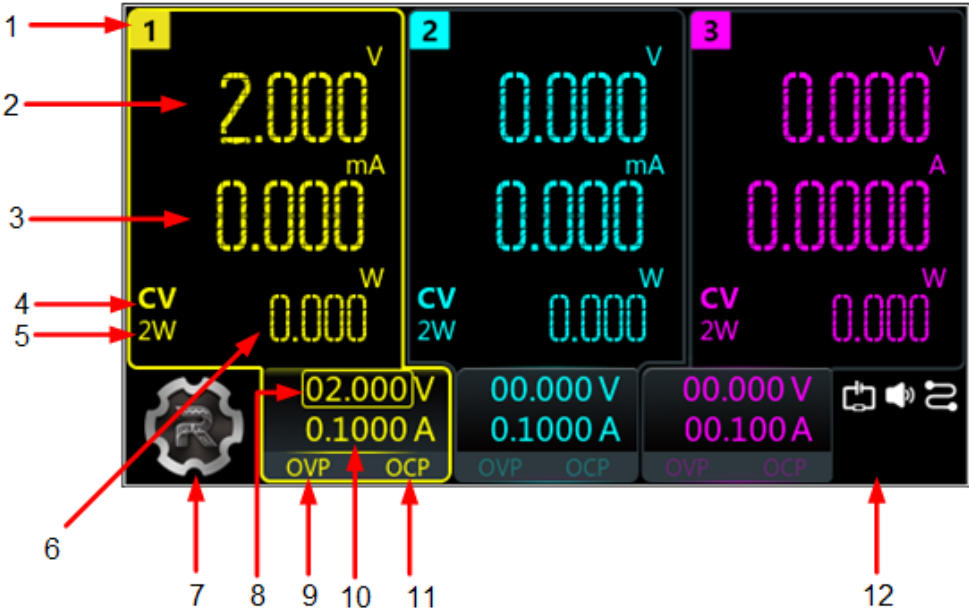 1 1 2 3
V V V
2 2.000 0.000 0.000
mA mA A
3 0.000 0.000 0.0000
W W W
4 CV 0.000 CV 0.000 CV 0.000
5 2W 2W 2W
R 02.000 V 00.000 V 00.000 V
0.1000 A 0.1000 A 00.100 A
OVP OCP OVP OCP OVP OCP
6
7 8 9 10 11 12